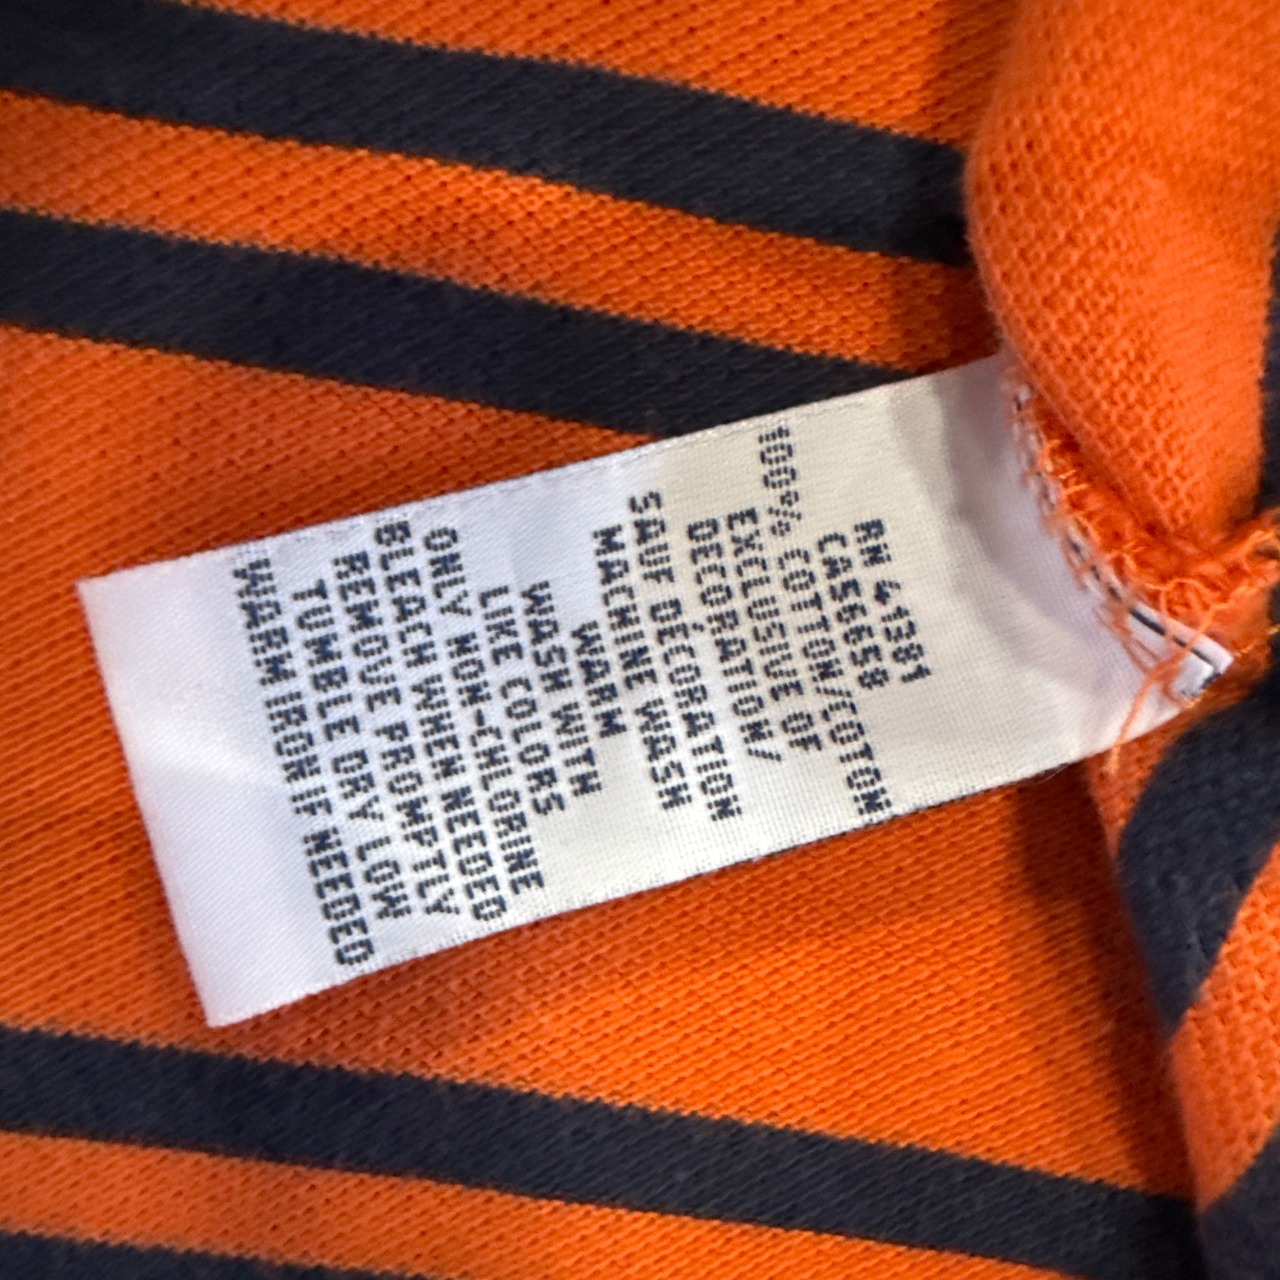 RN 41381
CA56658
100% COTTON/COTON
EXCLUSIVE OF
DECORATION/
SAUF DÉCORATION
MACHINE WASH
WARM
WASH WITH
LIKE COLORS
ONLY NON-CHLORINE
BLEACH WHEN NEEDED
REMOVE PROMPTLY
TUMBLE DRY LOW
WARM IRON IF NEEDED